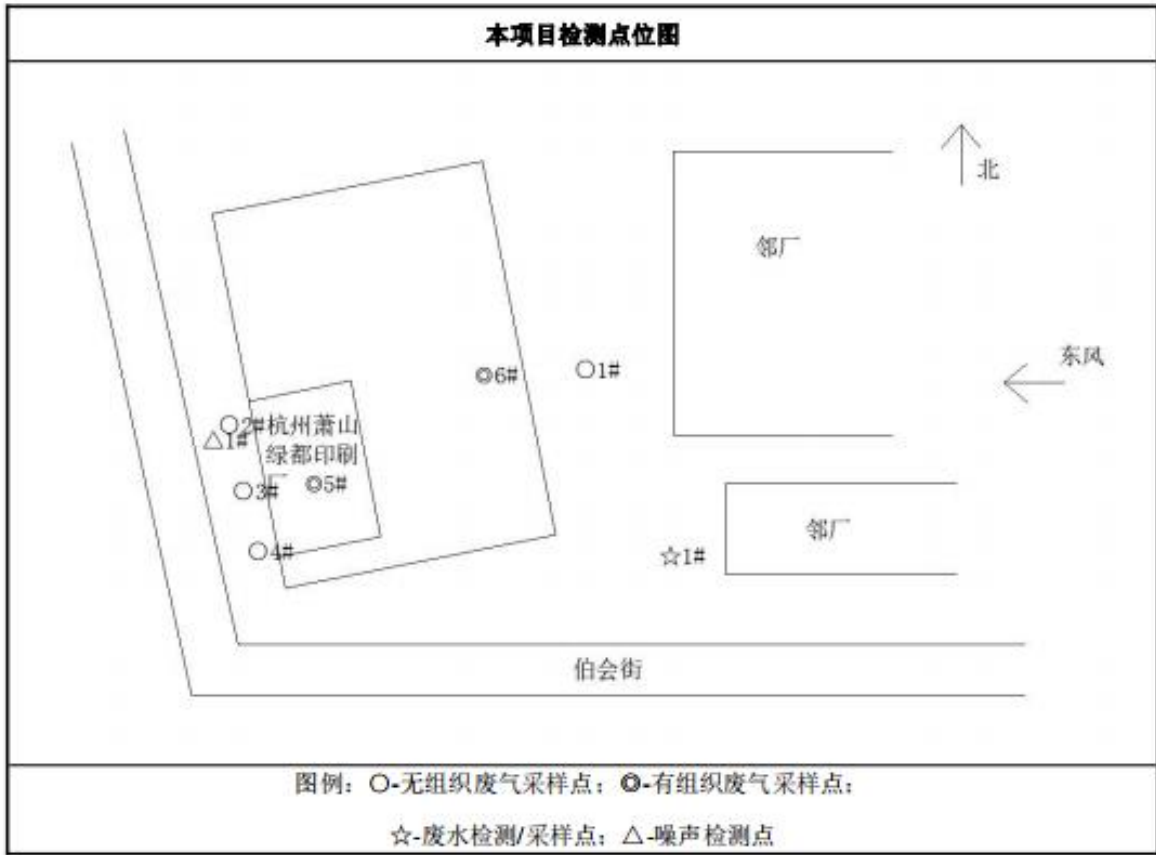 本项目检测点位图
北
邻厂
东风
◎6#
○1#
○2#
△1#
杭州萧山
绿都印刷
厂
○3#
◎5#
○4#
邻厂
☆1#
伯会街
图例：○-无组织废气采样点；◎-有组织废气采样点；
☆-废水检测/采样点；△-噪声检测点